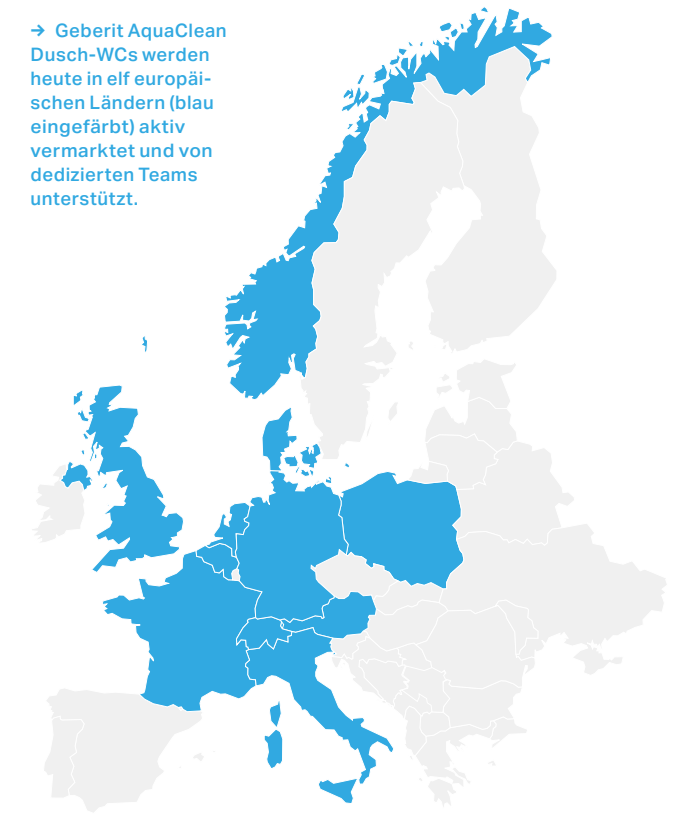 → Geberit AquaClean
Dusch-WCs werden
heute in elf europäi-
schen Ländern (blau
eingefärbt) aktiv
vermarktet und von
dedizierten Teams
unterstützt.